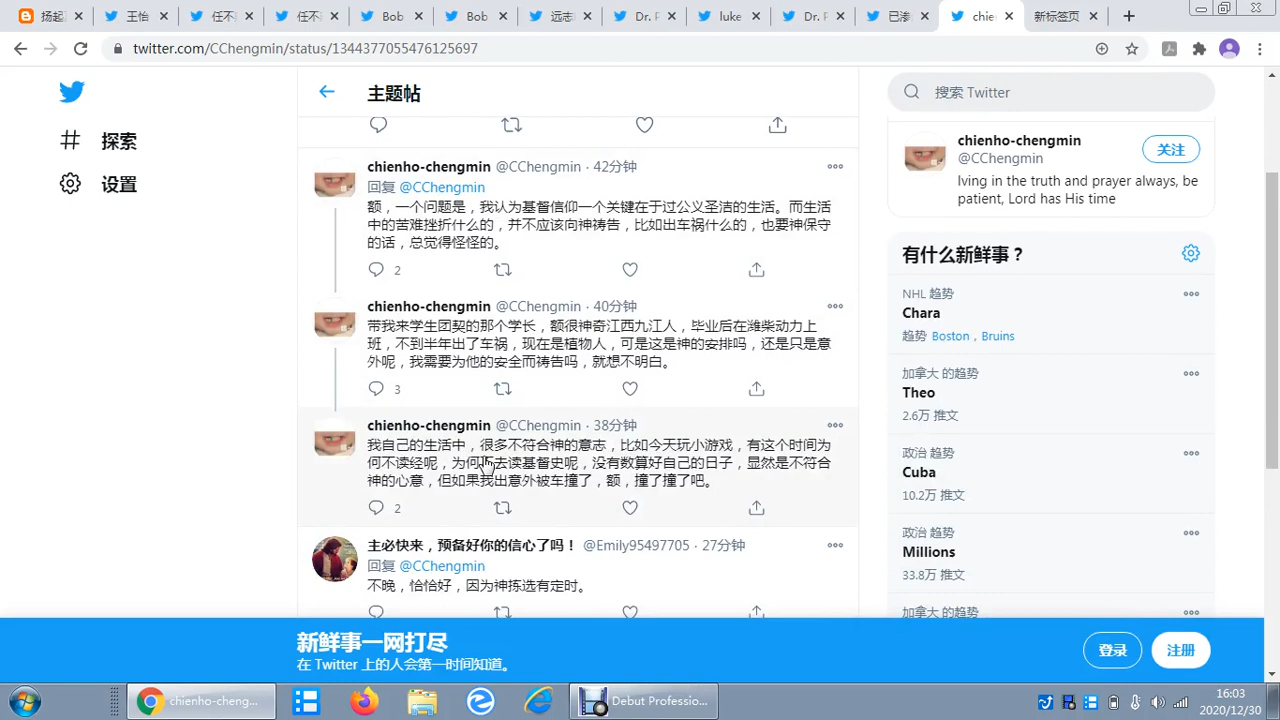 扬起
王怡
任不
任不
Bob
Bob
远志
Dr. F
luke
Dr. F
已渗
chie
新标签页
twitter.com/CChengmin/status/1344377055476125697
探索
设置
主题帖
chienho-chengmin @CChengmin · 42分钟
回复 @CChengmin
额，一个问题是，我认为基督信仰一个关键在于过公义圣洁的生活。而生活
中的苦难挫折什么的，并不应该向神祷告，比如出车祸什么的，也要神保守
的话，总觉得怪怪的。
2
chienho-chengmin @CChengmin · 40分钟
带我来学生团契的那个学长，额很神奇江西九江人，毕业后在潍柴动力上
班，不到半年出了车祸，现在是植物人，可是这是神的安排吗，还是只是意
外呢，我需要为他的安全而祷告吗，就想不明白。
3
chienho-chengmin @CChengmin · 38分钟
我自己的生活中，很多不符合神的意志，比如今天玩小游戏，有这个时间为
何不读经呢，为何不去读基督史呢，没有数算好自己的日子，显然是不符合
神的心意，但如果我出意外被车撞了，额，撞了撞了吧。
2
主必快来，预备好你的信心了吗！ @Emily95497705 · 27分钟
回复 @CChengmin
不晚，恰恰好，因为神拣选有定时。
搜索 Twitter
chienho-chengmin
@CChengmin
关注
lving in the truth and prayer always, be
patient, Lord has His time
有什么新鲜事？
NHL 趋势
Chara
趋势 Boston，Bruins
加拿大 的趋势
Theo
2.6万 推文
政治 趋势
Cuba
10.2万 推文
政治 趋势
Millions
33.8万 推文
加拿大 的趋势
新鲜事一网打尽
在 Twitter 上的人会第一时间知道。
登录
注册
chienho-cheng...
Debut Professio...
16:03
2020/12/30